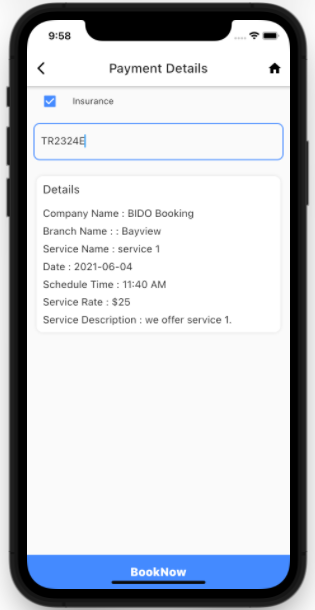 9:58
Payment Details
Insurance
TR2324E
Details
Company Name : BIDO Booking
Branch Name : : Bayview
Service Name : service 1
Date : 2021-06-04
Schedule Time : 11:40 AM
Service Rate : $25
Service Description : we offer service 1.
BookNow